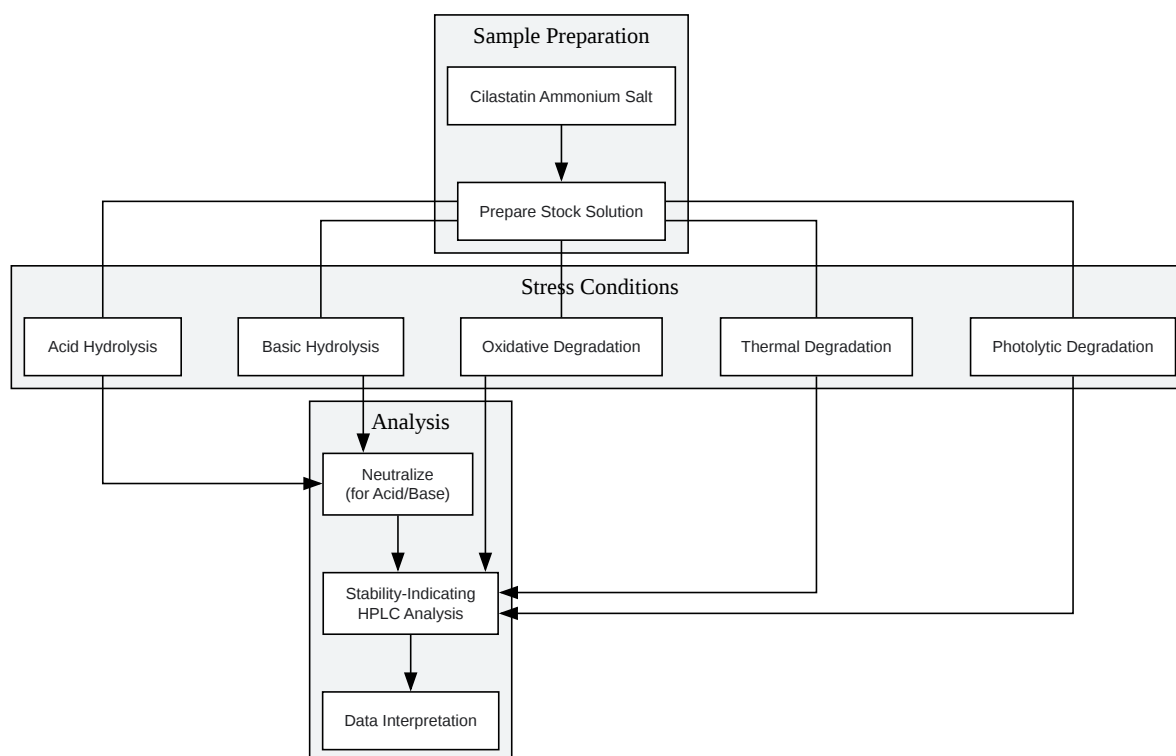 Sample Preparation
Cilastatin Ammonium Salt
Prepare Stock Solution
Stress Conditions
Acid Hydrolysis
Basic Hydrolysis
Oxidative Degradation
Thermal Degradation
Photolytic Degradation
Analysis
Neutralize
(for Acid/Base)
Stability-Indicating
HPLC Analysis
Data Interpretation